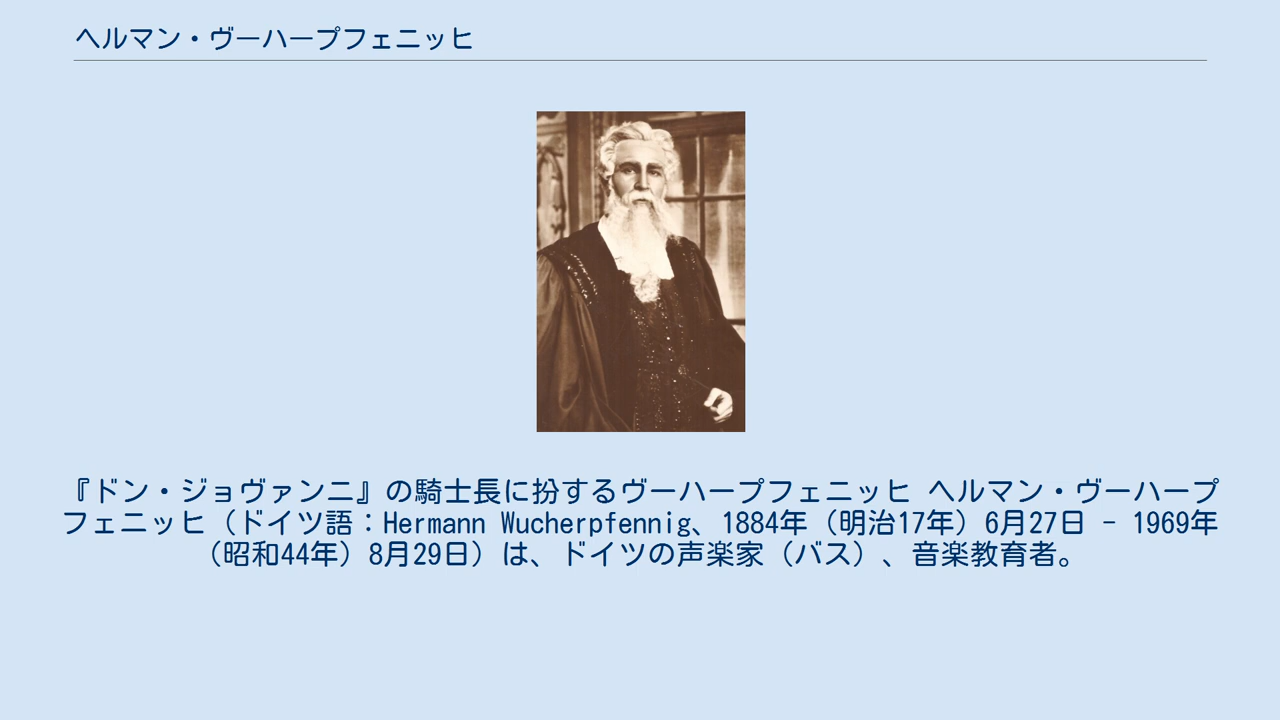 ヘルマン・ヴーハープフェニッヒ
『ドン・ジョヴァンニ』の騎士長に扮するヴーハープフェニッヒ ヘルマン・ヴーハープ
フェニッヒ（ドイツ語：Hermann Wucherpfennig、1884年（明治17年）6月27日 - 1969年
（昭和44年）8月29日）は、ドイツの声楽家（バス）、音楽教育者。